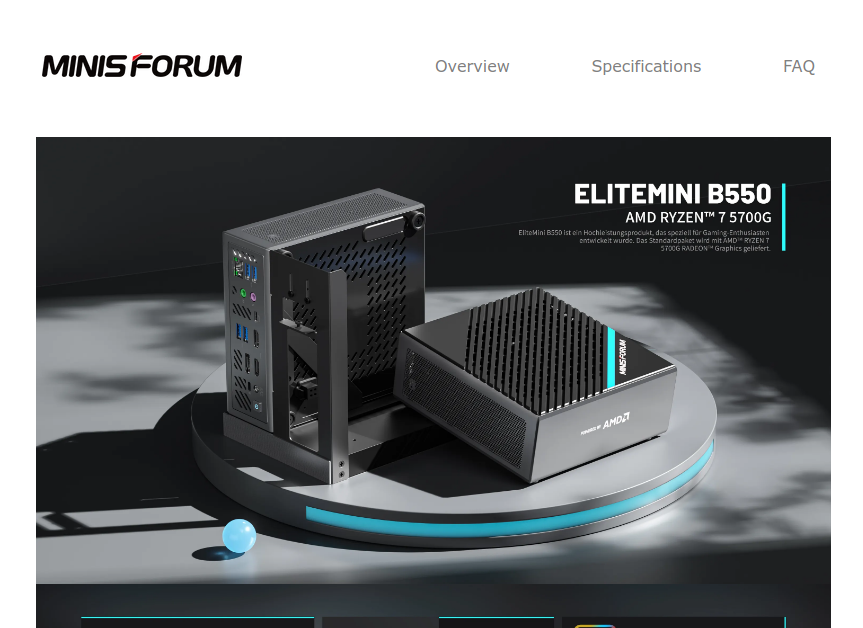 MINISFORUM
Overview
Specifications
FAQ
ELITEMINI B550
AMD RYZEN™ 7 5700G
EliteMini B550 ist ein Hochleistungsprodukt, das speziell für Gaming-Enthusiasten
entwickelt wurde. Das Standardpaket wird mit AMD™ RYZEN 7
5700G RADEON™ Graphics geliefert.
MINISFORUM
POWERED BY AMD